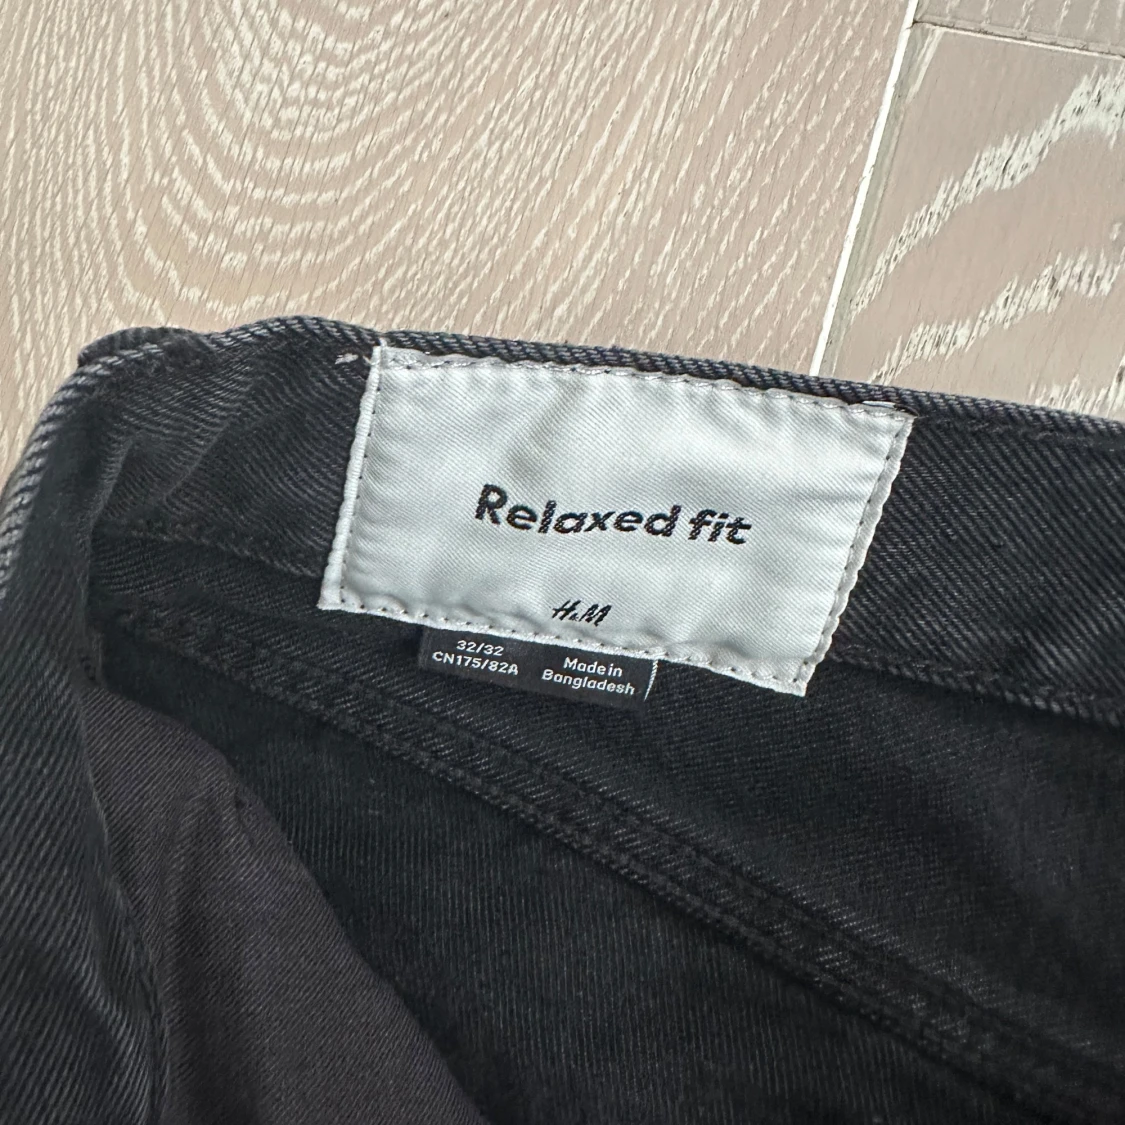 Relaxed fit
H&M
32/32
CN175/82A
Made in
Bangladesh